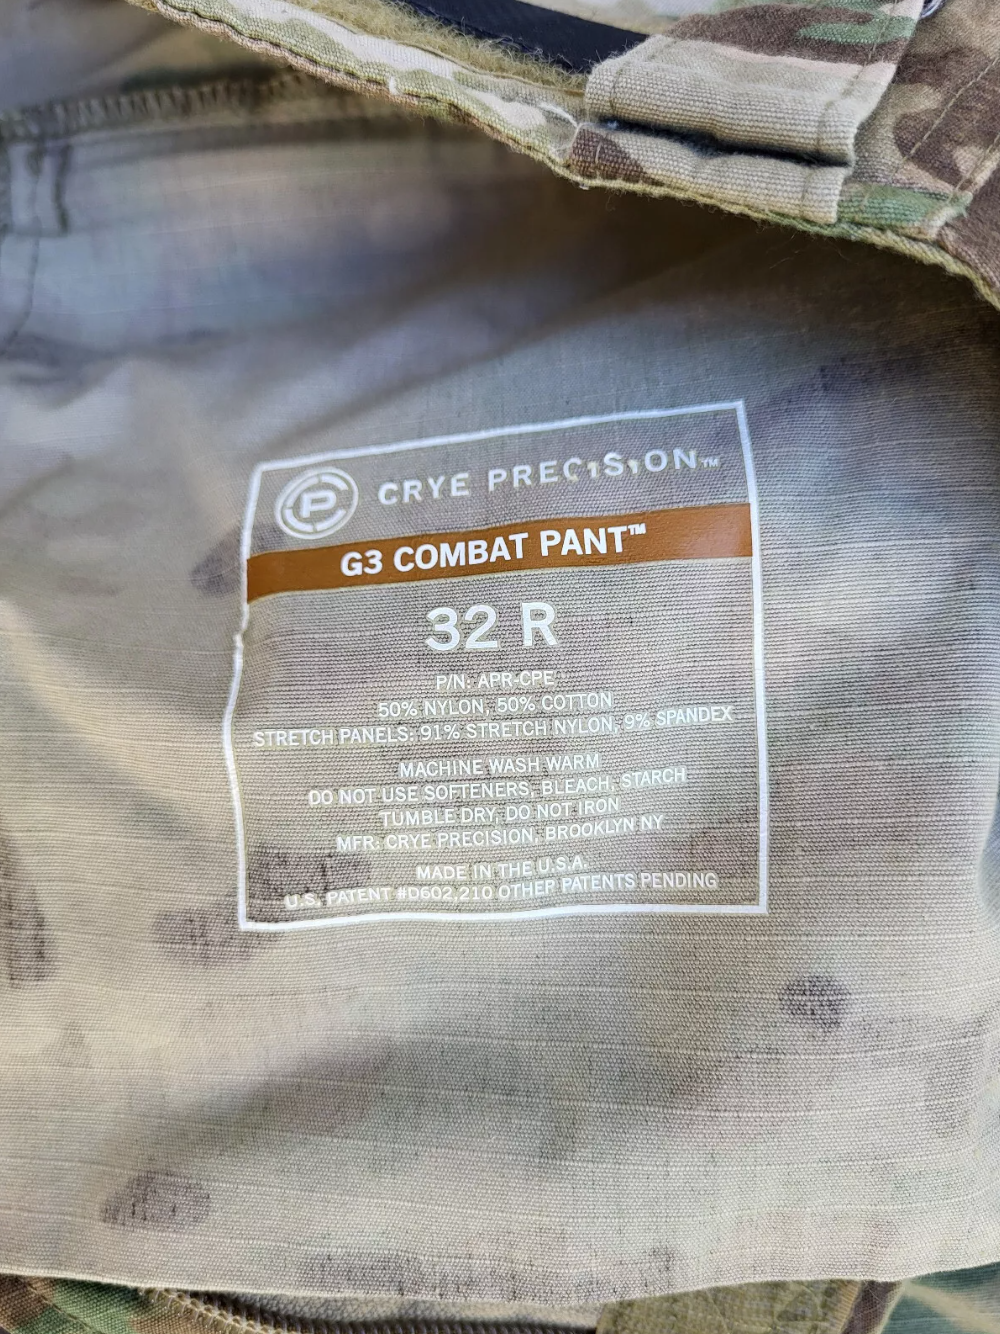 P CRYE PRECISION™
G3 COMBAT PANT™
32 R
P/N: APR-CPE
50% NYLON, 50% COTTON
STRETCH PANELS: 91% STRETCH NYLON, 9% SPANDEX
MACHINE WASH WARM
DO NOT USE SOFTENERS, BLEACH, STARCH
TUMBLE DRY, DO NOT IRON
MFR: CRYE PRECISION, BROOKLYN NY
MADE IN THE U.S.A.
U.S. PATENT #D602,210 OTHER PATENTS PENDING